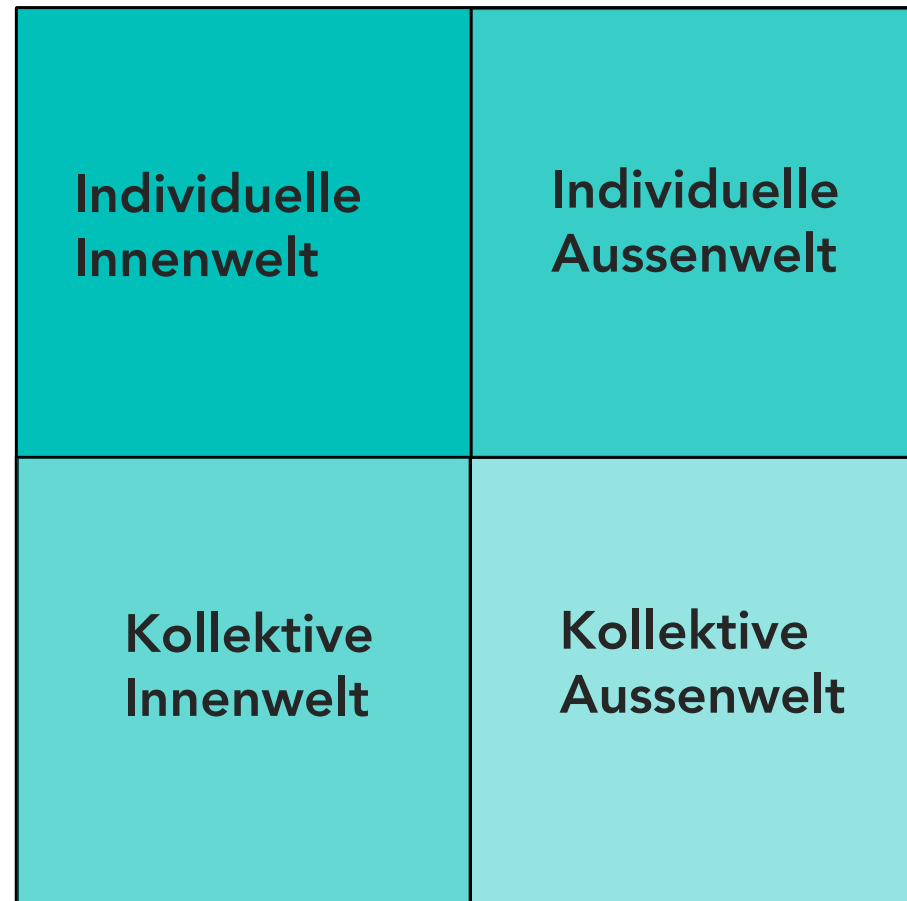 Individuelle
Innenwelt
Individuelle
Aussenwelt
Kollektive
Innenwelt
Kollektive
Aussenwelt